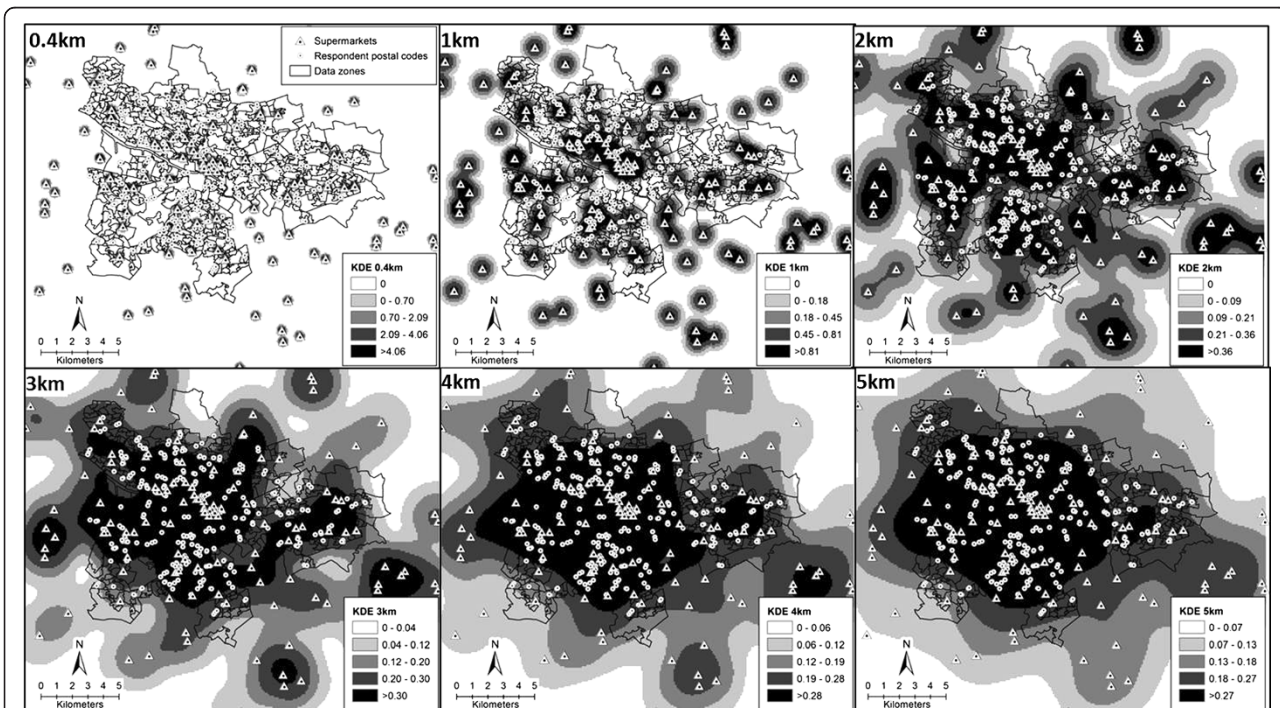 0.4km
Supermarkets
Respondent postal codes
Data zones
KDE 0.4km
0
0 - 0.70
0.70 - 2.09
2.09 - 4.06
>4.06
N
0 1 2 3 4 5
Kilometers
1km
KDE 1km
0
0 - 0.18
0.18 - 0.45
0.45 - 0.81
>0.81
N
0 1 2 3 4 5
Kilometers
2km
KDE 2km
0
0 - 0.09
0.09 - 0.21
0.21 - 0.36
>0.36
N
0 1 2 3 4 5
Kilometers
3km
KDE 3km
0 - 0.04
0.04 - 0.12
0.12 - 0.20
0.20 - 0.30
>0.30
N
0 1 2 3 4 5
Kilometers
4km
KDE 4km
0 - 0.06
0.06 - 0.12
0.12 - 0.19
0.19 - 0.28
>0.28
N
0 1 2 3 4 5
Kilometers
5km
KDE 5km
0 - 0.07
0.07 - 0.13
0.13 - 0.18
0.18 - 0.27
>0.27
N
0 1 2 3 4 5
Kilometers